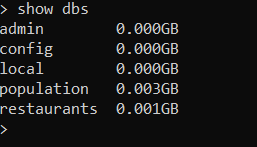 > show dbs
admin       0.000GB
config      0.000GB
local       0.000GB
population  0.003GB
restaurants 0.001GB
>